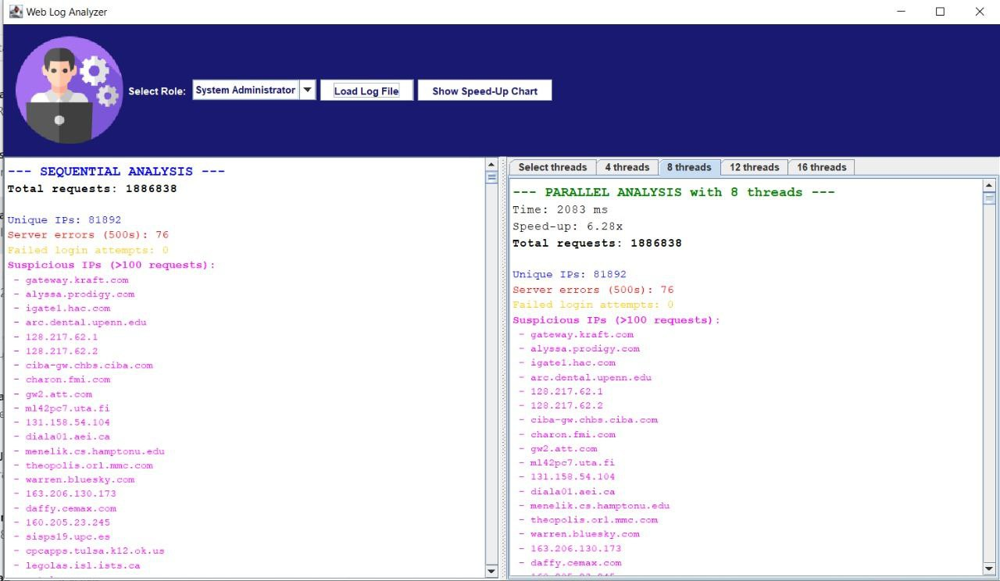 Web Log Analyzer
Select Role: System Administrator Load Log File Show Speed-Up Chart
--- SEQUENTIAL ANALYSIS ---
Total requests: 1886838
Unique IPs: 81892
Server errors (500s): 76
Failed login attempts: 0
Suspicious IPs (>100 requests):
- gateway.kraft.com
- alyssa.prodigy.com
- igate1.hac.com
- arc.dental.upenn.edu
- 128.217.62.1
- 128.217.62.2
- ciba-gw.chbs.ciba.com
- charon.fmi.com
- gw2.att.com
- ml42pc7.uta.fi
- 131.158.54.104
- diala01.aei.ca
- menelik.cs.hamptonu.edu
- theopolis.orl.mmc.com
- warren.bluesky.com
- 163.206.130.173
- daffy.cemax.com
- 160.205.23.245
- sisps19.upc.es
- cpcapps.tulsa.k12.ok.us
- legolas.isl.ists.ca
Select threads 4 threads 8 threads 12 threads 16 threads
--- PARALLEL ANALYSIS with 8 threads ---
Time: 2083 ms
Speed-up: 6.28x
Total requests: 1886838
Unique IPs: 81892
Server errors (500s): 76
Failed login attempts: 0
Suspicious IPs (>100 requests):
- gateway.kraft.com
- alyssa.prodigy.com
- igate1.hac.com
- arc.dental.upenn.edu
- 128.217.62.1
- 128.217.62.2
- ciba-gw.chbs.ciba.com
- charon.fmi.com
- gw2.att.com
- ml42pc7.uta.fi
- 131.158.54.104
- diala01.aei.ca
- menelik.cs.hamptonu.edu
- theopolis.orl.mmc.com
- warren.bluesky.com
- 163.206.130.173
- daffy.cemax.com